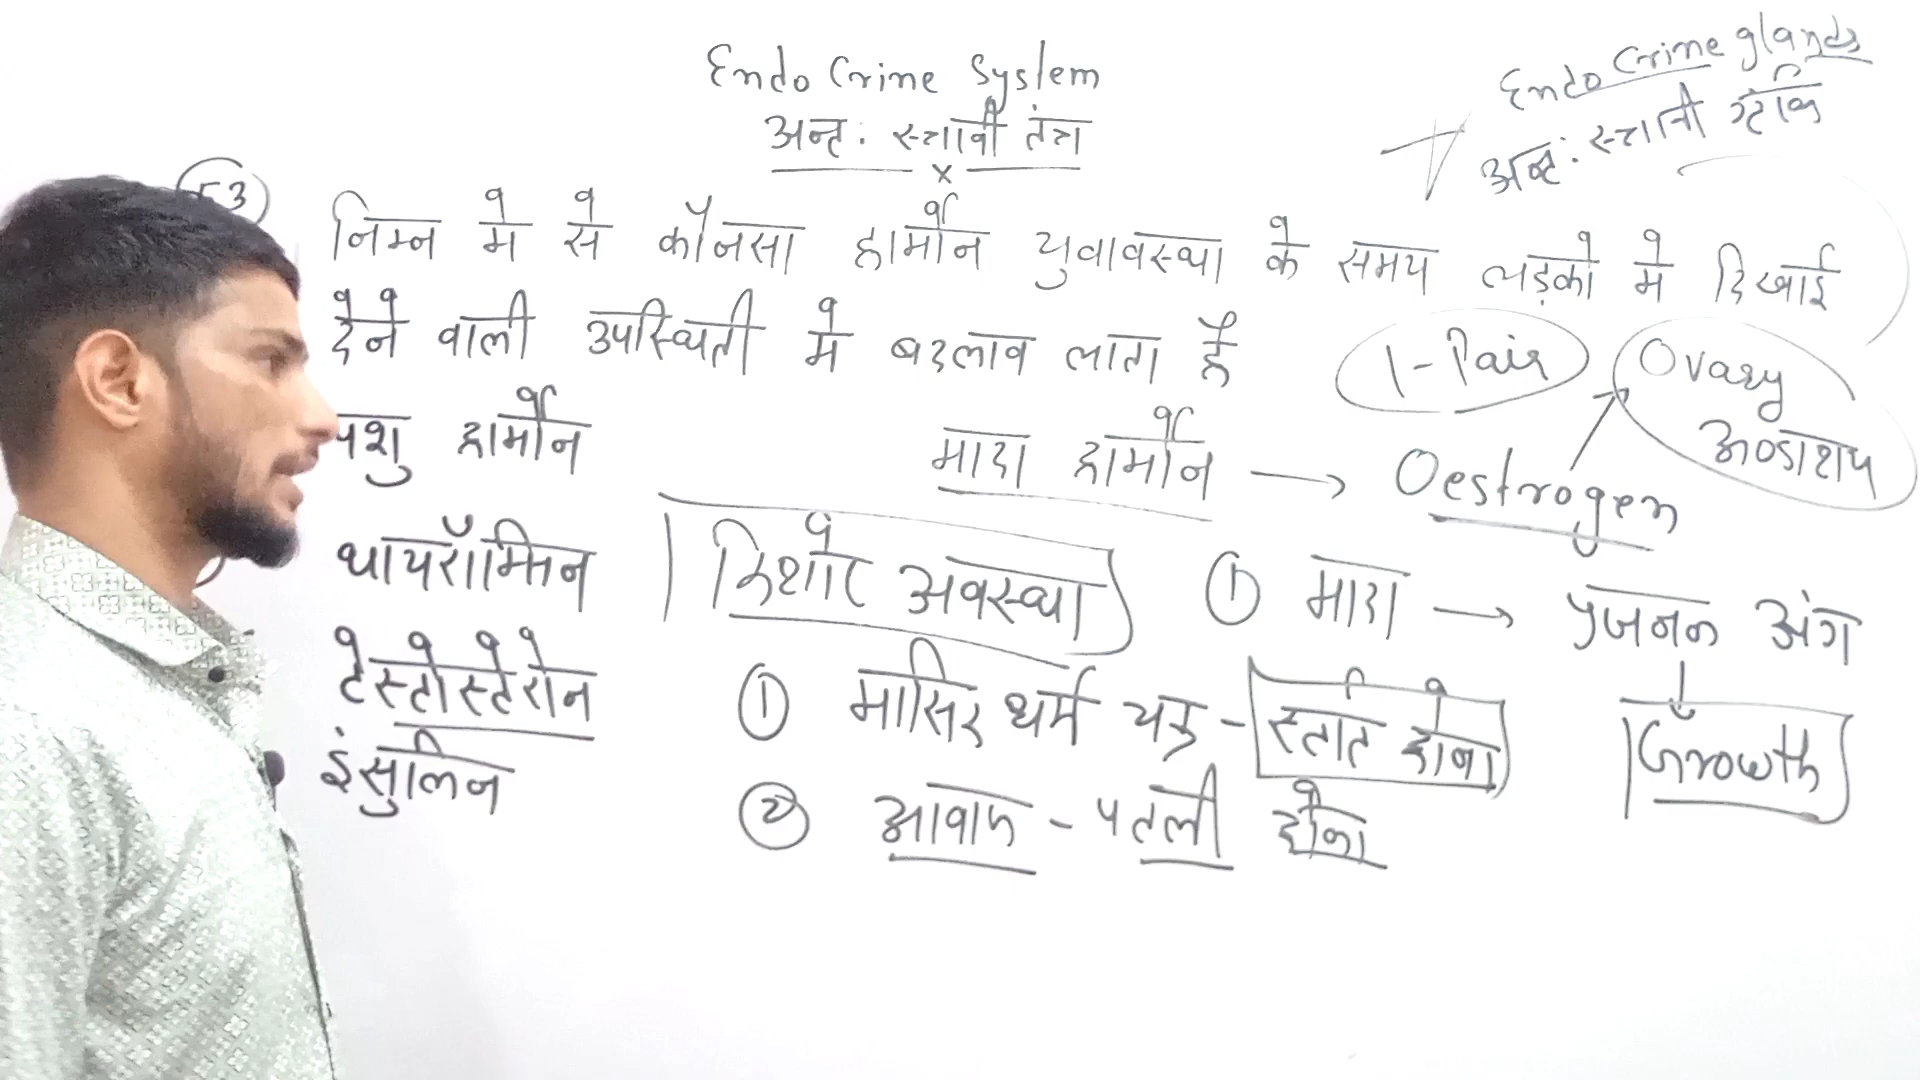 Endo Crime System
अन्त: स्त्रावी तंत्र
x
Endo Crime glands
अन्त: स्त्रावी
निम्न मे से कौनसा हार्मोन युवावस्था के समय लड़को मे दिखाई
देने वाली उपस्थिती मे बदलाव लाता है
1-Pair
Ovary
अण्डाशय
पशु हार्मोन
मादा हार्मोन → Oestrogen
थायरॉक्सिन
किशोर अवस्था
① मादा → प्रजनन अंग
Growth
टेस्टोस्टेरोन
① मासिक धर्म चक्र -
② आवाज - पतली होना
इंसुलिन